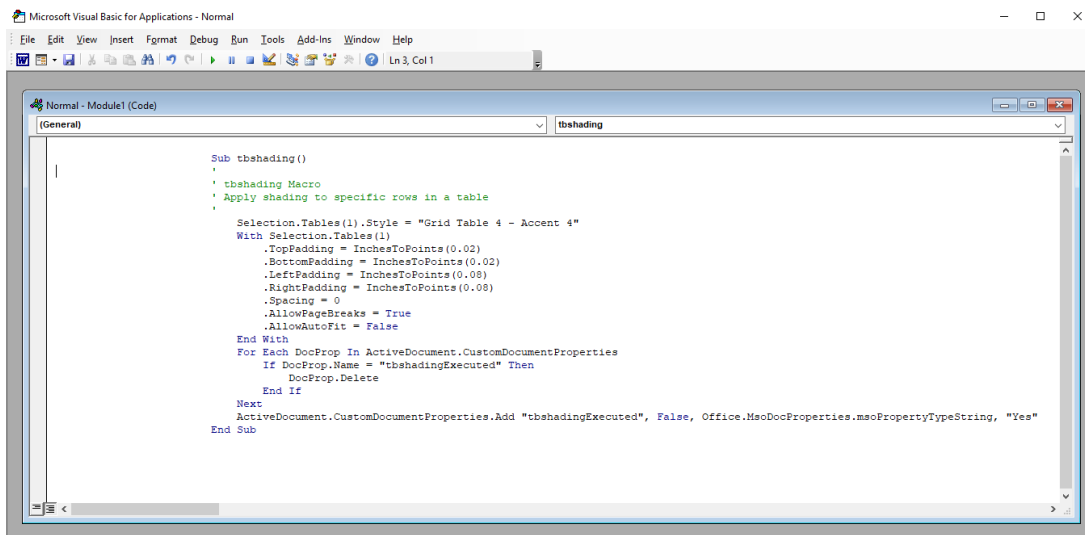 Microsoft Visual Basic for Applications - Normal
File Edit View Insert Format Debug Run Tools Add-Ins Window Help
Ln 3, Col 1
Normal - Module1 (Code)
(General) tbshading
Sub tbshading()
'
' tbshading Macro
' Apply shading to specific rows in a table
'
    Selection.Tables(1).Style = "Grid Table 4 - Accent 4"
    With Selection.Tables(1)
        .TopPadding = InchesToPoints(0.02)
        .BottomPadding = InchesToPoints(0.02)
        .LeftPadding = InchesToPoints(0.08)
        .RightPadding = InchesToPoints(0.08)
        .Spacing = 0
        .AllowPageBreaks = True
        .AllowAutoFit = False
    End With
    For Each DocProp In ActiveDocument.CustomDocumentProperties
        If DocProp.Name = "tbshadingExecuted" Then
            DocProp.Delete
        End If
    Next
    ActiveDocument.CustomDocumentProperties.Add "tbshadingExecuted", False, Office.MsoDocProperties.msoPropertyTypeString, "Yes"
End Sub